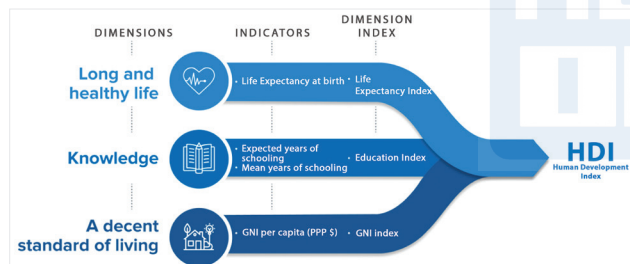 DIMENSIONS
INDICATORS
DIMENSION
INDEX
Long and
healthy life
• Life Expectancy at birth
• Life
Expectancy Index
Knowledge
• Expected years of
schooling
• Mean years of schooling
• Education Index
A decent
standard of living
• GNI per capita (PPP $)
• GNI index
HDI
Human Development
Index